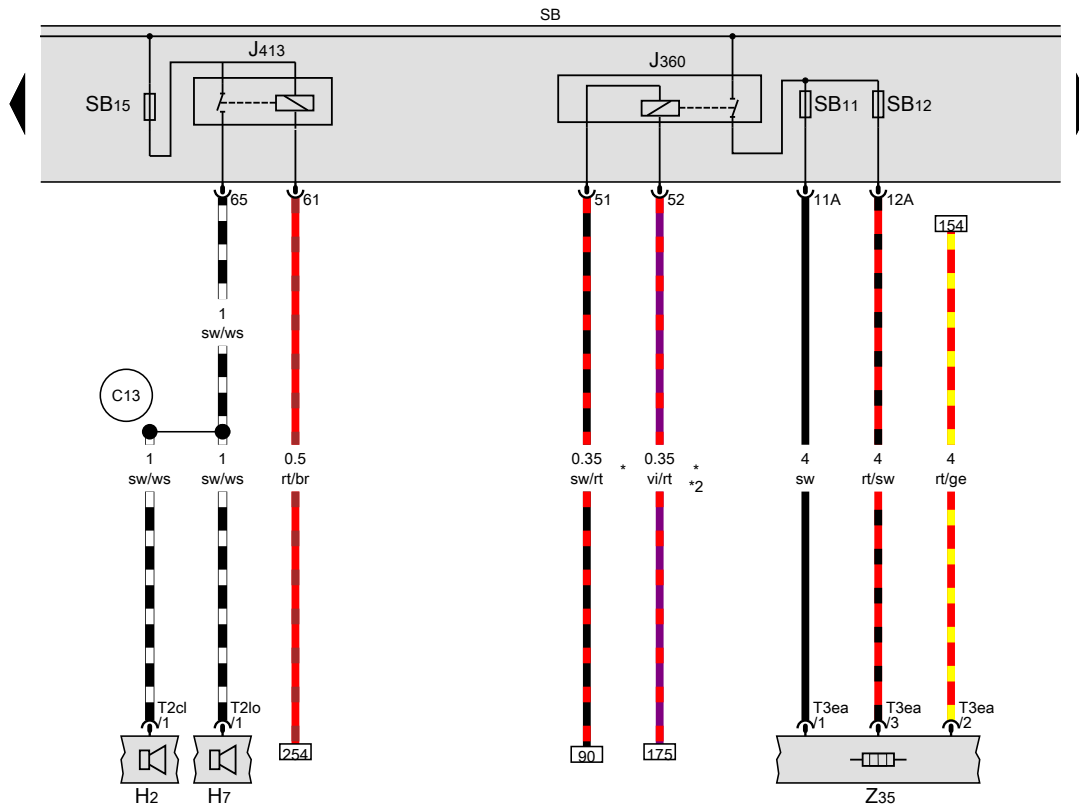 SB
J413
J360
SB15
SB11
SB12
65
61
51
52
11A
12A
154
1
sw/ws
C13
1
sw/ws
1
sw/ws
0.5
rt/br
0.35
sw/rt
*
0.35
vi/rt
*
*2
4
sw
4
rt/sw
4
rt/ge
T2cl
/1
T2lo
/1
254
90
175
T3ea
/1
T3ea
/3
T3ea
/2
H2
H7
Z35